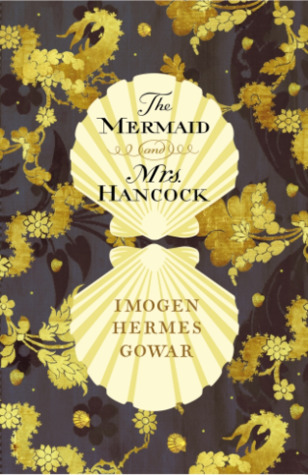 The
MERMAID
and
Mrs.
HANCOCK
IMOGEN
HERMES
GOWAR